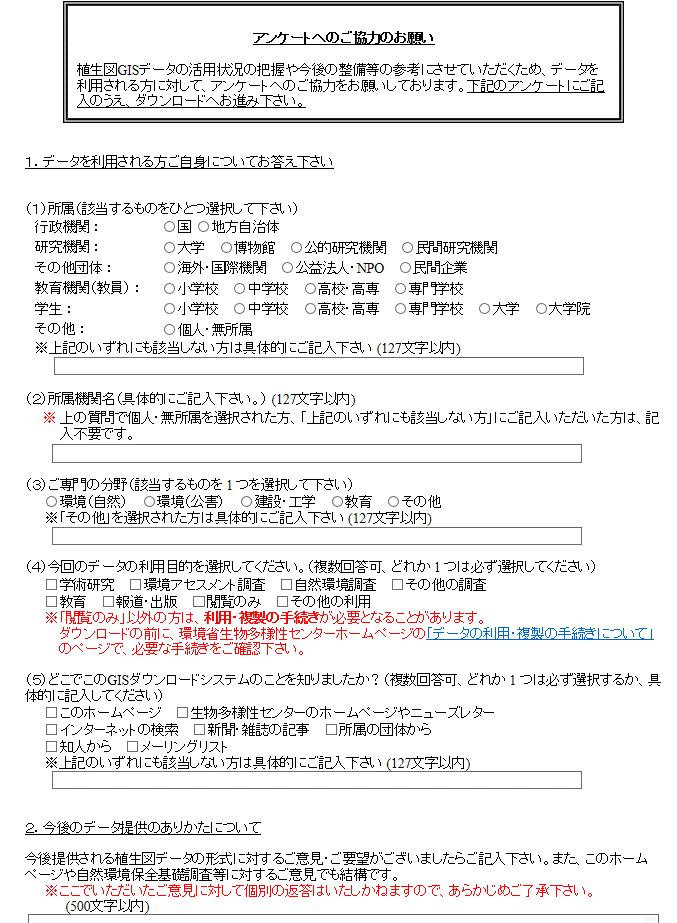 アンケートへのご協力のお願い
植生図GISデータの活用状況の把握や今後の整備等の参考にさせていただくため、データを
利用される方に対して、アンケートへのご協力をお願いしております。下記のアンケートにご記
入のうえ、ダウンロードへお進み下さい。
1. データを利用される方ご自身についてお答え下さい
(1)所属(該当するものをひとつ選択して下さい)
行政機関： ○国 ○地方自治体
研究機関： ○大学 ○博物館 ○公的研究機関 ○民間研究機関
その他団体： ○海外・国際機関 ○公益法人・NPO ○民間企業
教育機関(教員)： ○小学校 ○中学校 ○高校・高専 ○専門学校
学生： ○小学校 ○中学校 ○高校・高専 ○専門学校 ○大学 ○大学院
その他： ○個人・無所属
※上記のいずれにも該当しない方は具体的にご記入下さい (127文字以内)
(2)所属機関名(具体的にご記入下さい。) (127文字以内)
※ 上の質問で個人・無所属を選択された方、「上記のいずれにも該当しない方」にご記入いただいた方は、記
入不要です。
(3)ご専門の分野(該当するものを1つを選択して下さい)
○環境(自然) ○環境(公害) ○建設・工学 ○教育 ○その他
※「その他」を選択された方は具体的にご記入下さい (127文字以内)
(4)今回のデータの利用目的を選択してください。(複数回答可、どれか1つは必ず選択してください)
□学術研究 □環境アセスメント調査 □自然環境調査 □その他の調査
□教育 □報道・出版 □閲覧のみ □その他の利用
※「閲覧のみ」以外の方は、利用・複製の手続きが必要となることがあります。
ダウンロードの前に、環境省生物多様性センターホームページの「データの利用・複製の手続きについて」
のページで、必要な手続きをご確認下さい。
(5)どこでこのGISダウンロードシステムのことを知りましたか？(複数回答可、どれか1つは必ず選択するか、具
体的に記入してください)
□このホームページ □生物多様性センターのホームページやニューズレター
□インターネットの検索 □新聞・雑誌の記事 □所属の団体から
□知人から □メーリングリスト
※上記のいずれにも該当しない方は具体的にご記入下さい (127文字以内)
2. 今後のデータ提供のありかたについて
今後提供される植生図データの形式に対するご意見・ご要望がございましたらご記入下さい。また、このホーム
ページや自然環境保全基礎調査等に対するご意見でも結構です。
※ここでいただいたご意見に対して個別の返答はいたしかねますので、あらかじめご了承下さい。
(500文字以内)